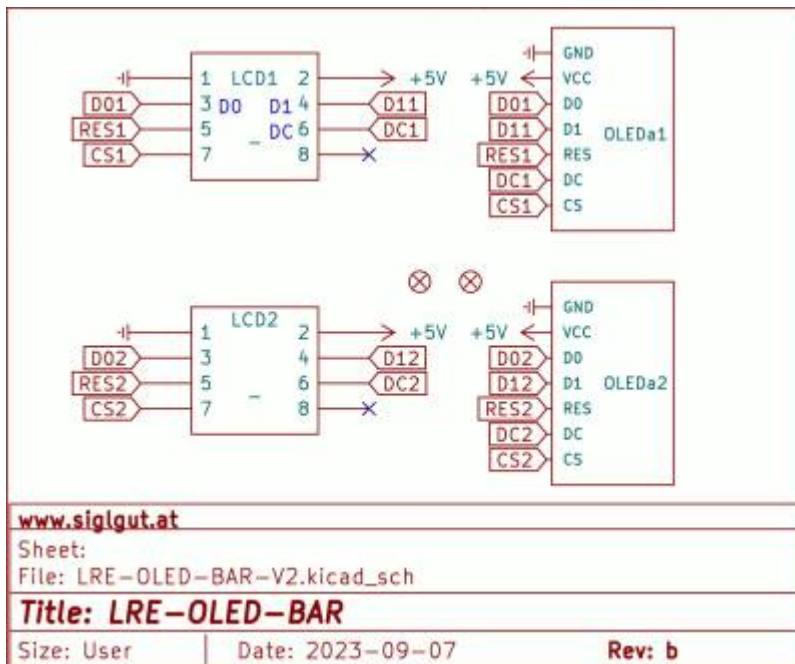 GND
1 LCD1 2 +5V +5V VCC
D01 3 D0 D1 4 D11 D01 D0
RES1 5 DC 6 DC1 D11 D1 OLEDa1
CS1 7 _ 8 RES1 RES
DC1 DC
CS1 CS
GND
1 LCD2 2 +5V +5V VCC
D02 3 4 D12 D02 D0
RES2 5 6 DC2 D12 D1 OLEDa2
CS2 7 _ 8 RES2 RES
DC2 DC
CS2 CS
www.siglgut.at
Sheet:
File: LRE-OLED-BAR-V2.kicad_sch
Title: LRE-OLED-BAR
Size: User Date: 2023-09-07 Rev: b